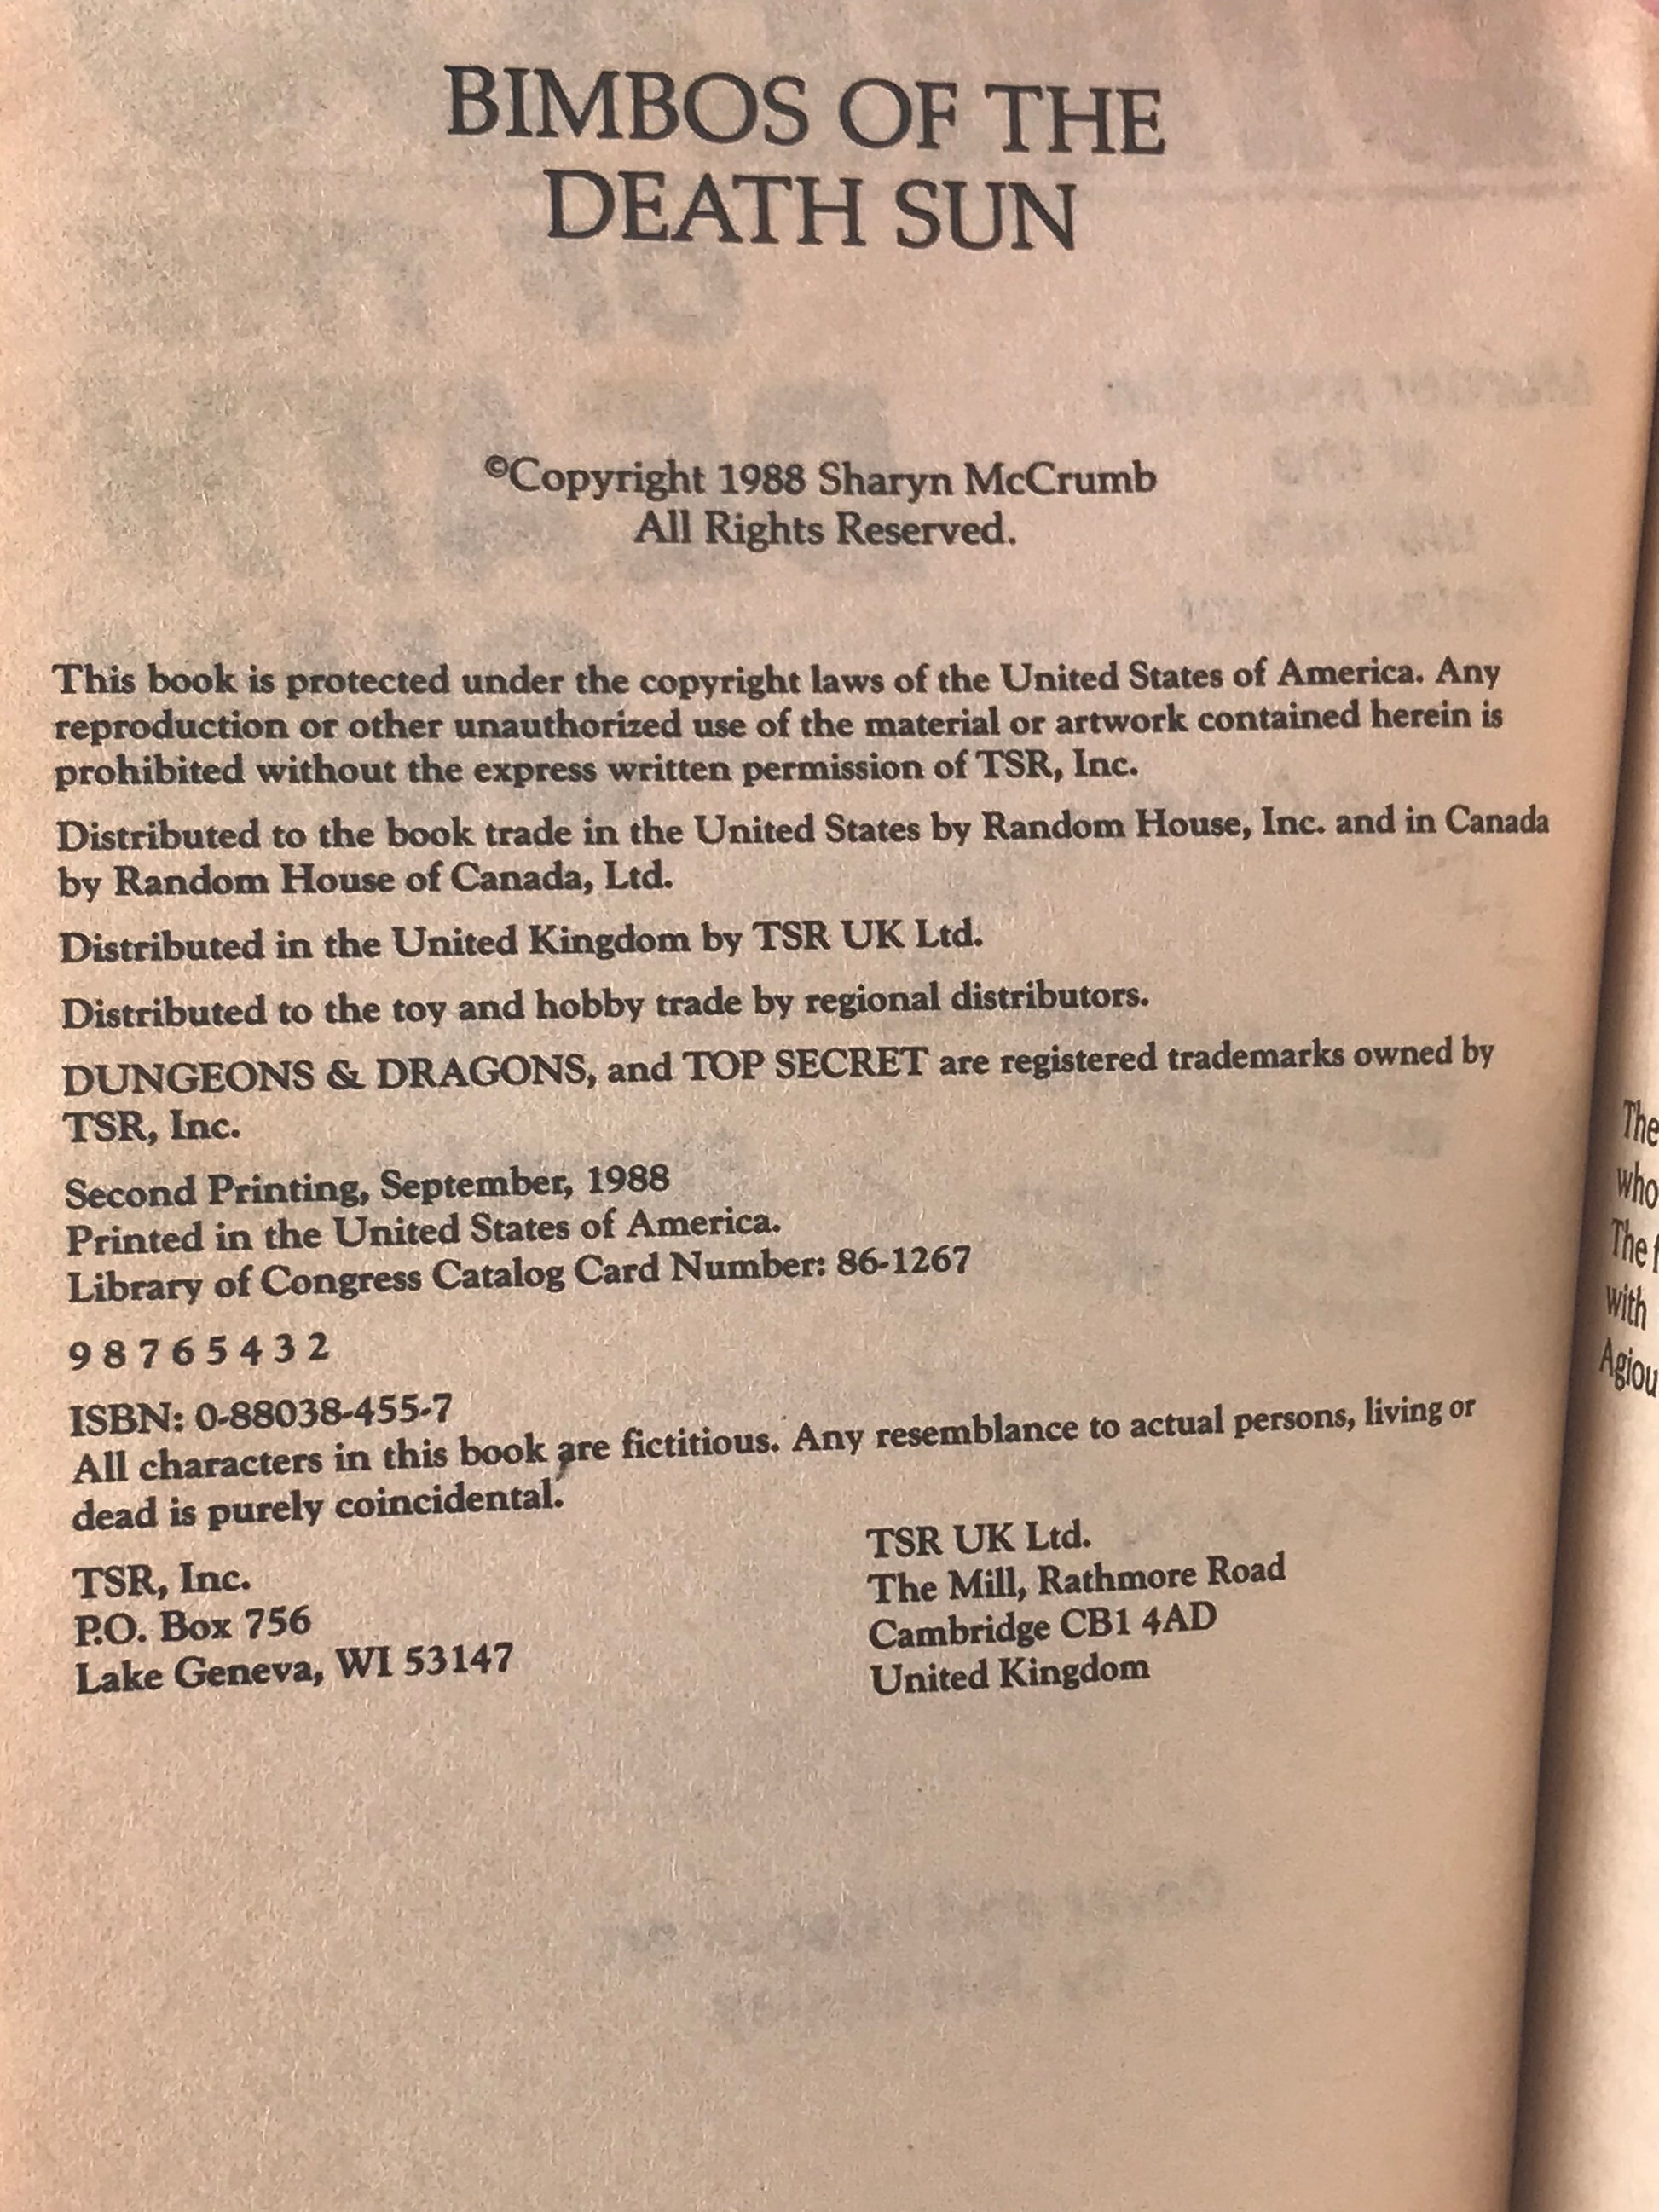 BIMBOS OF THE
DEATH SUN
©Copyright 1988 Sharyn McCrumb
All Rights Reserved.
This book is protected under the copyright laws of the United States of America. Any
reproduction or other unauthorized use of the material or artwork contained herein is
prohibited without the express written permission of TSR, Inc.
Distributed to the book trade in the United States by Random House, Inc. and in Canada
by Random House of Canada, Ltd.
Distributed in the United Kingdom by TSR UK Ltd.
Distributed to the toy and hobby trade by regional distributors.
DUNGEONS & DRAGONS, and TOP SECRET are registered trademarks owned by
TSR, Inc.
Second Printing, September, 1988
Printed in the United States of America.
Library of Congress Catalog Card Number: 86-1267
9 8 7 6 5 4 3 2
ISBN: 0-88038-455-7
All characters in this book are fictitious. Any resemblance to actual persons, living or
dead is purely coincidental.
TSR, Inc.
P.O. Box 756
Lake Geneva, WI 53147
TSR UK Ltd.
The Mill, Rathmore Road
Cambridge CB1 4AD
United Kingdom
The
who
The
with